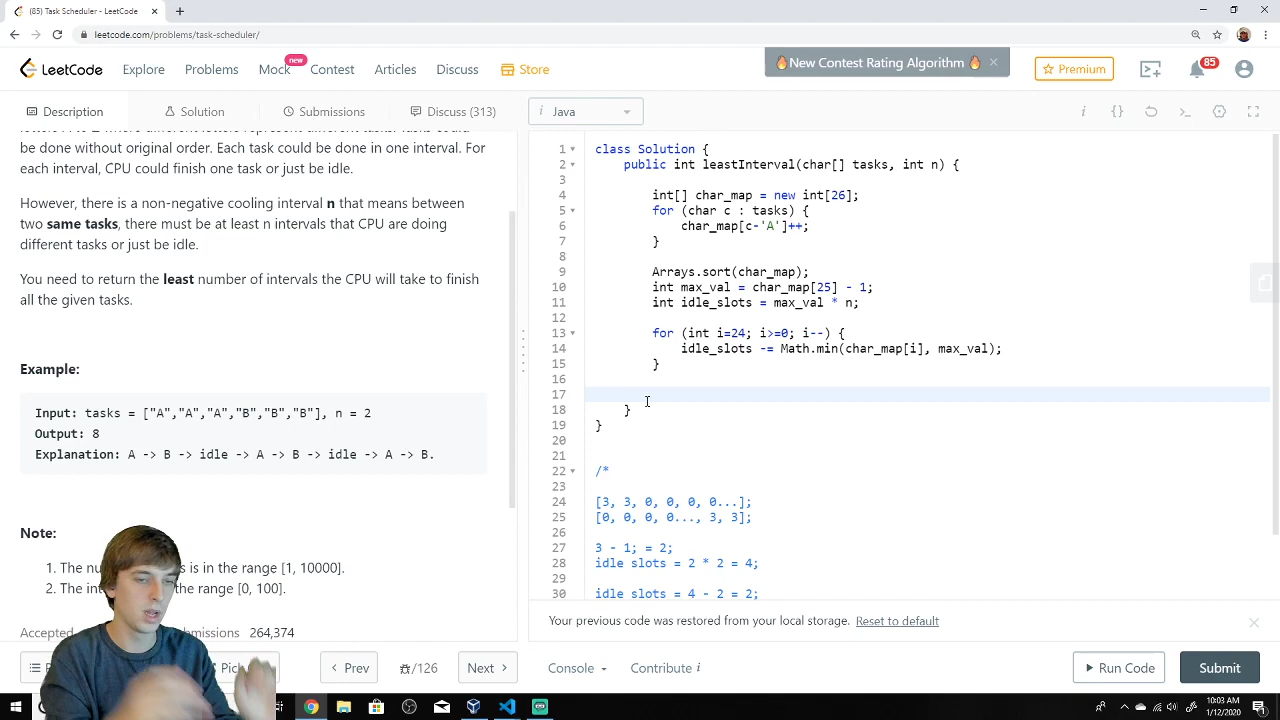 (85) Task Scheduler - LeetCode
leetcode.com/problems/task-scheduler/
LeetCode
Explore
Problems
Mock
new
Contest
Articles
Discuss
Store
🔥New Contest Rating Algorithm 🔥
Premium
85
Description
Solution
Submissions
Discuss (313)
i Java
be done without original order. Each task could be done in one interval. For
each interval, CPU could finish one task or just be idle.
However, there is a non-negative cooling interval n that means between
two same tasks, there must be at least n intervals that CPU are doing
different tasks or just be idle.
You need to return the least number of intervals the CPU will take to finish
all the given tasks.
Example:
Input: tasks = ["A","A","A","B","B","B"], n = 2
Output: 8
Explanation: A -> B -> idle -> A -> B -> idle -> A -> B.
Note:
1. The nu s is in the range [1, 10000].
2. The int the range [0, 100].
Accepted missions 264,374
1 class Solution {
2 public int leastInterval(char[] tasks, int n) {
3
4 int[] char_map = new int[26];
5 for (char c : tasks) {
6 char_map[c-'A']++;
7 }
8
9 Arrays.sort(char_map);
10 int max_val = char_map[25] - 1;
11 int idle_slots = max_val * n;
12
13 for (int i=24; i>=0; i--) {
14 idle_slots -= Math.min(char_map[i], max_val);
15 }
16
17
18 }
19 }
20
21
22 /*
23
24 [3, 3, 0, 0, 0, 0...];
25 [0, 0, 0, 0..., 3, 3];
26
27 3 - 1; = 2;
28 idle slots = 2 * 2 = 4;
29
30 idle slots = 4 - 2 = 2;
Your previous code was restored from your local storage. Reset to default
Prev
/126
Next
Console
Contribute i
Run Code
Submit
10:03 AM
1/12/2020